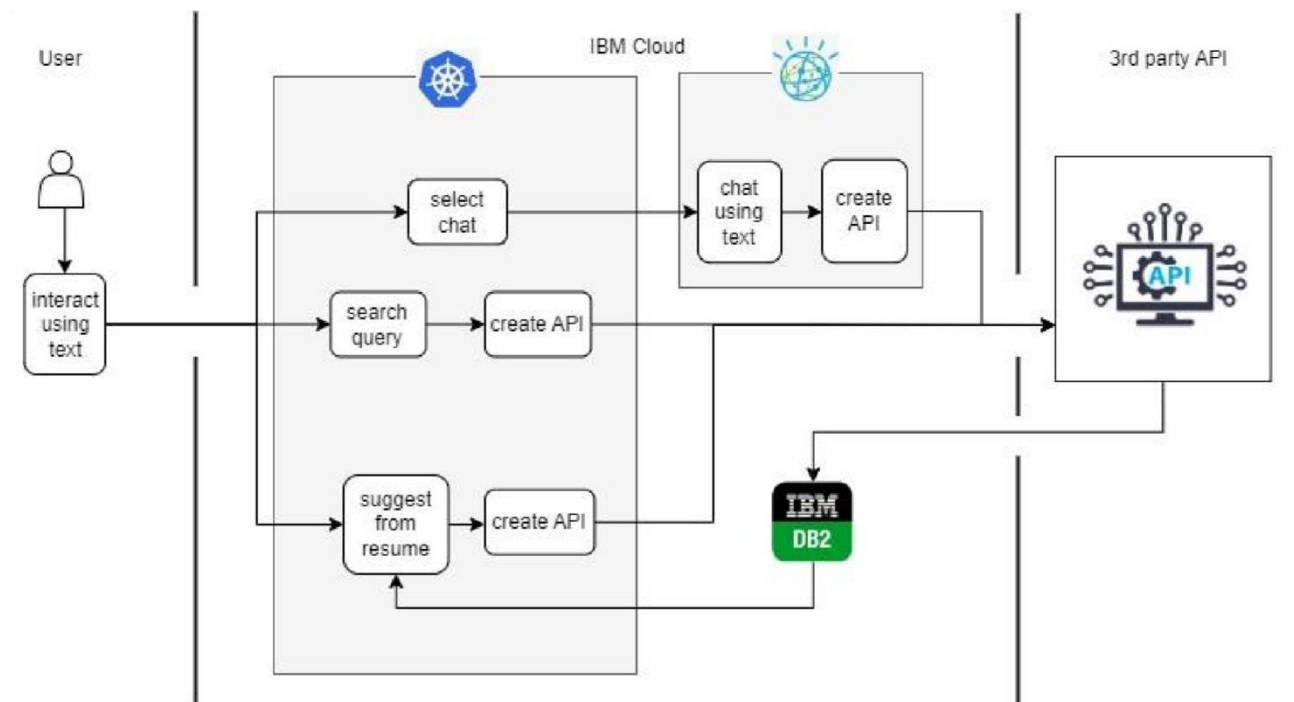 User
IBM Cloud
3rd party API
select
chat
chat
using
text
create
API
API
interact
using
text
search
query
create API
suggest
from
resume
create API
IBM
DB2